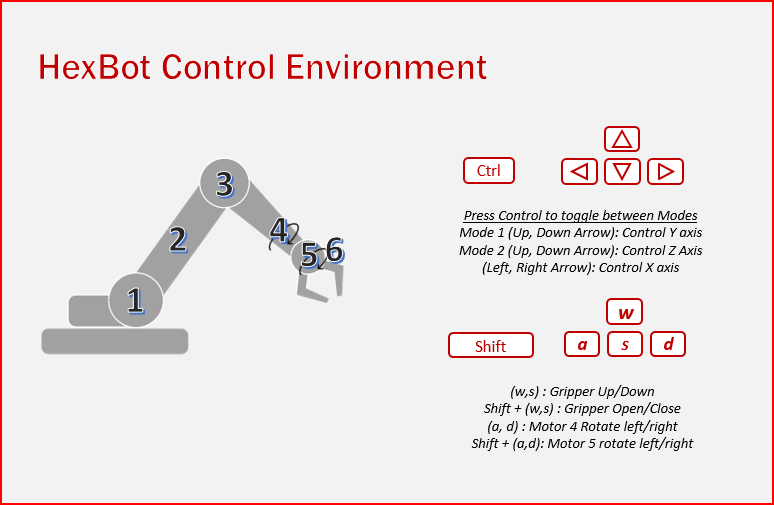 HexBot Control Environment
3
2
4
5
6
1
Ctrl
Press Control to toggle between Modes
Mode 1 (Up, Down Arrow): Control Y axis
Mode 2 (Up, Down Arrow): Control Z Axis
(Left, Right Arrow): Control X axis
w
Shift
a
s
d
(w,s) : Gripper Up/Down
Shift + (w,s) : Gripper Open/Close
(a, d) : Motor 4 Rotate left/right
Shift + (a,d): Motor 5 rotate left/right